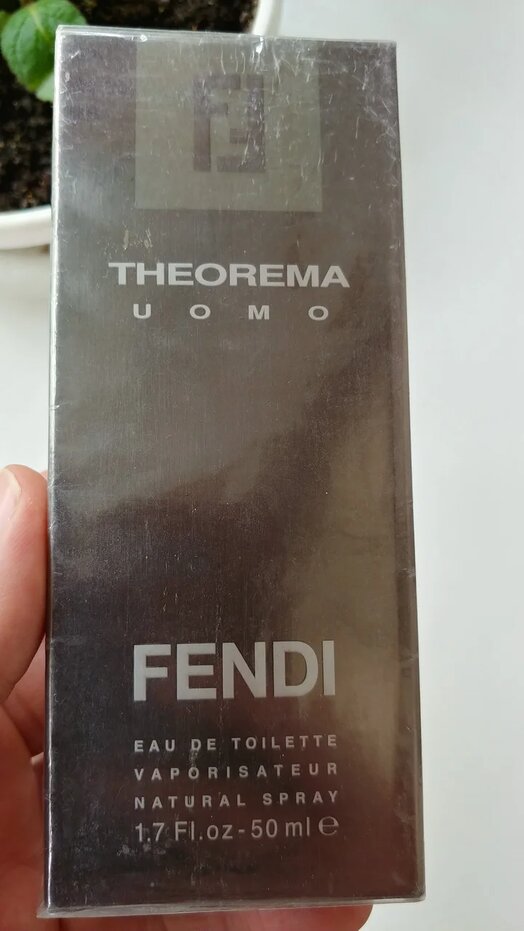 THEOREMA
UOMO
FENDI
EAU DE TOILETTE
VAPORISATEUR
NATURAL SPRAY
1.7 Fl.oz-50 ml ℮